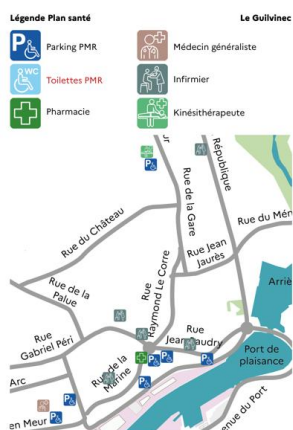 Légende Plan santé
Le Guilvinec
P
Parking PMR
Médecin généraliste
WC
Toilettes PMR
Infirmier
Pharmacie
Kinésithérapeute
ur
République
P
Rue de la Gare
Rue du Château
Rue du Mén
Rue Jean
Jaurès
Rue
Raymond Le Corre
Rue de la
Palue
Arriè
Rue
Gabriel Péri
Rue
Jean Baudry
Port de
plaisance
Rue de la
Marine
P
P
P
P
Arc
en Meur
P
enue du Port